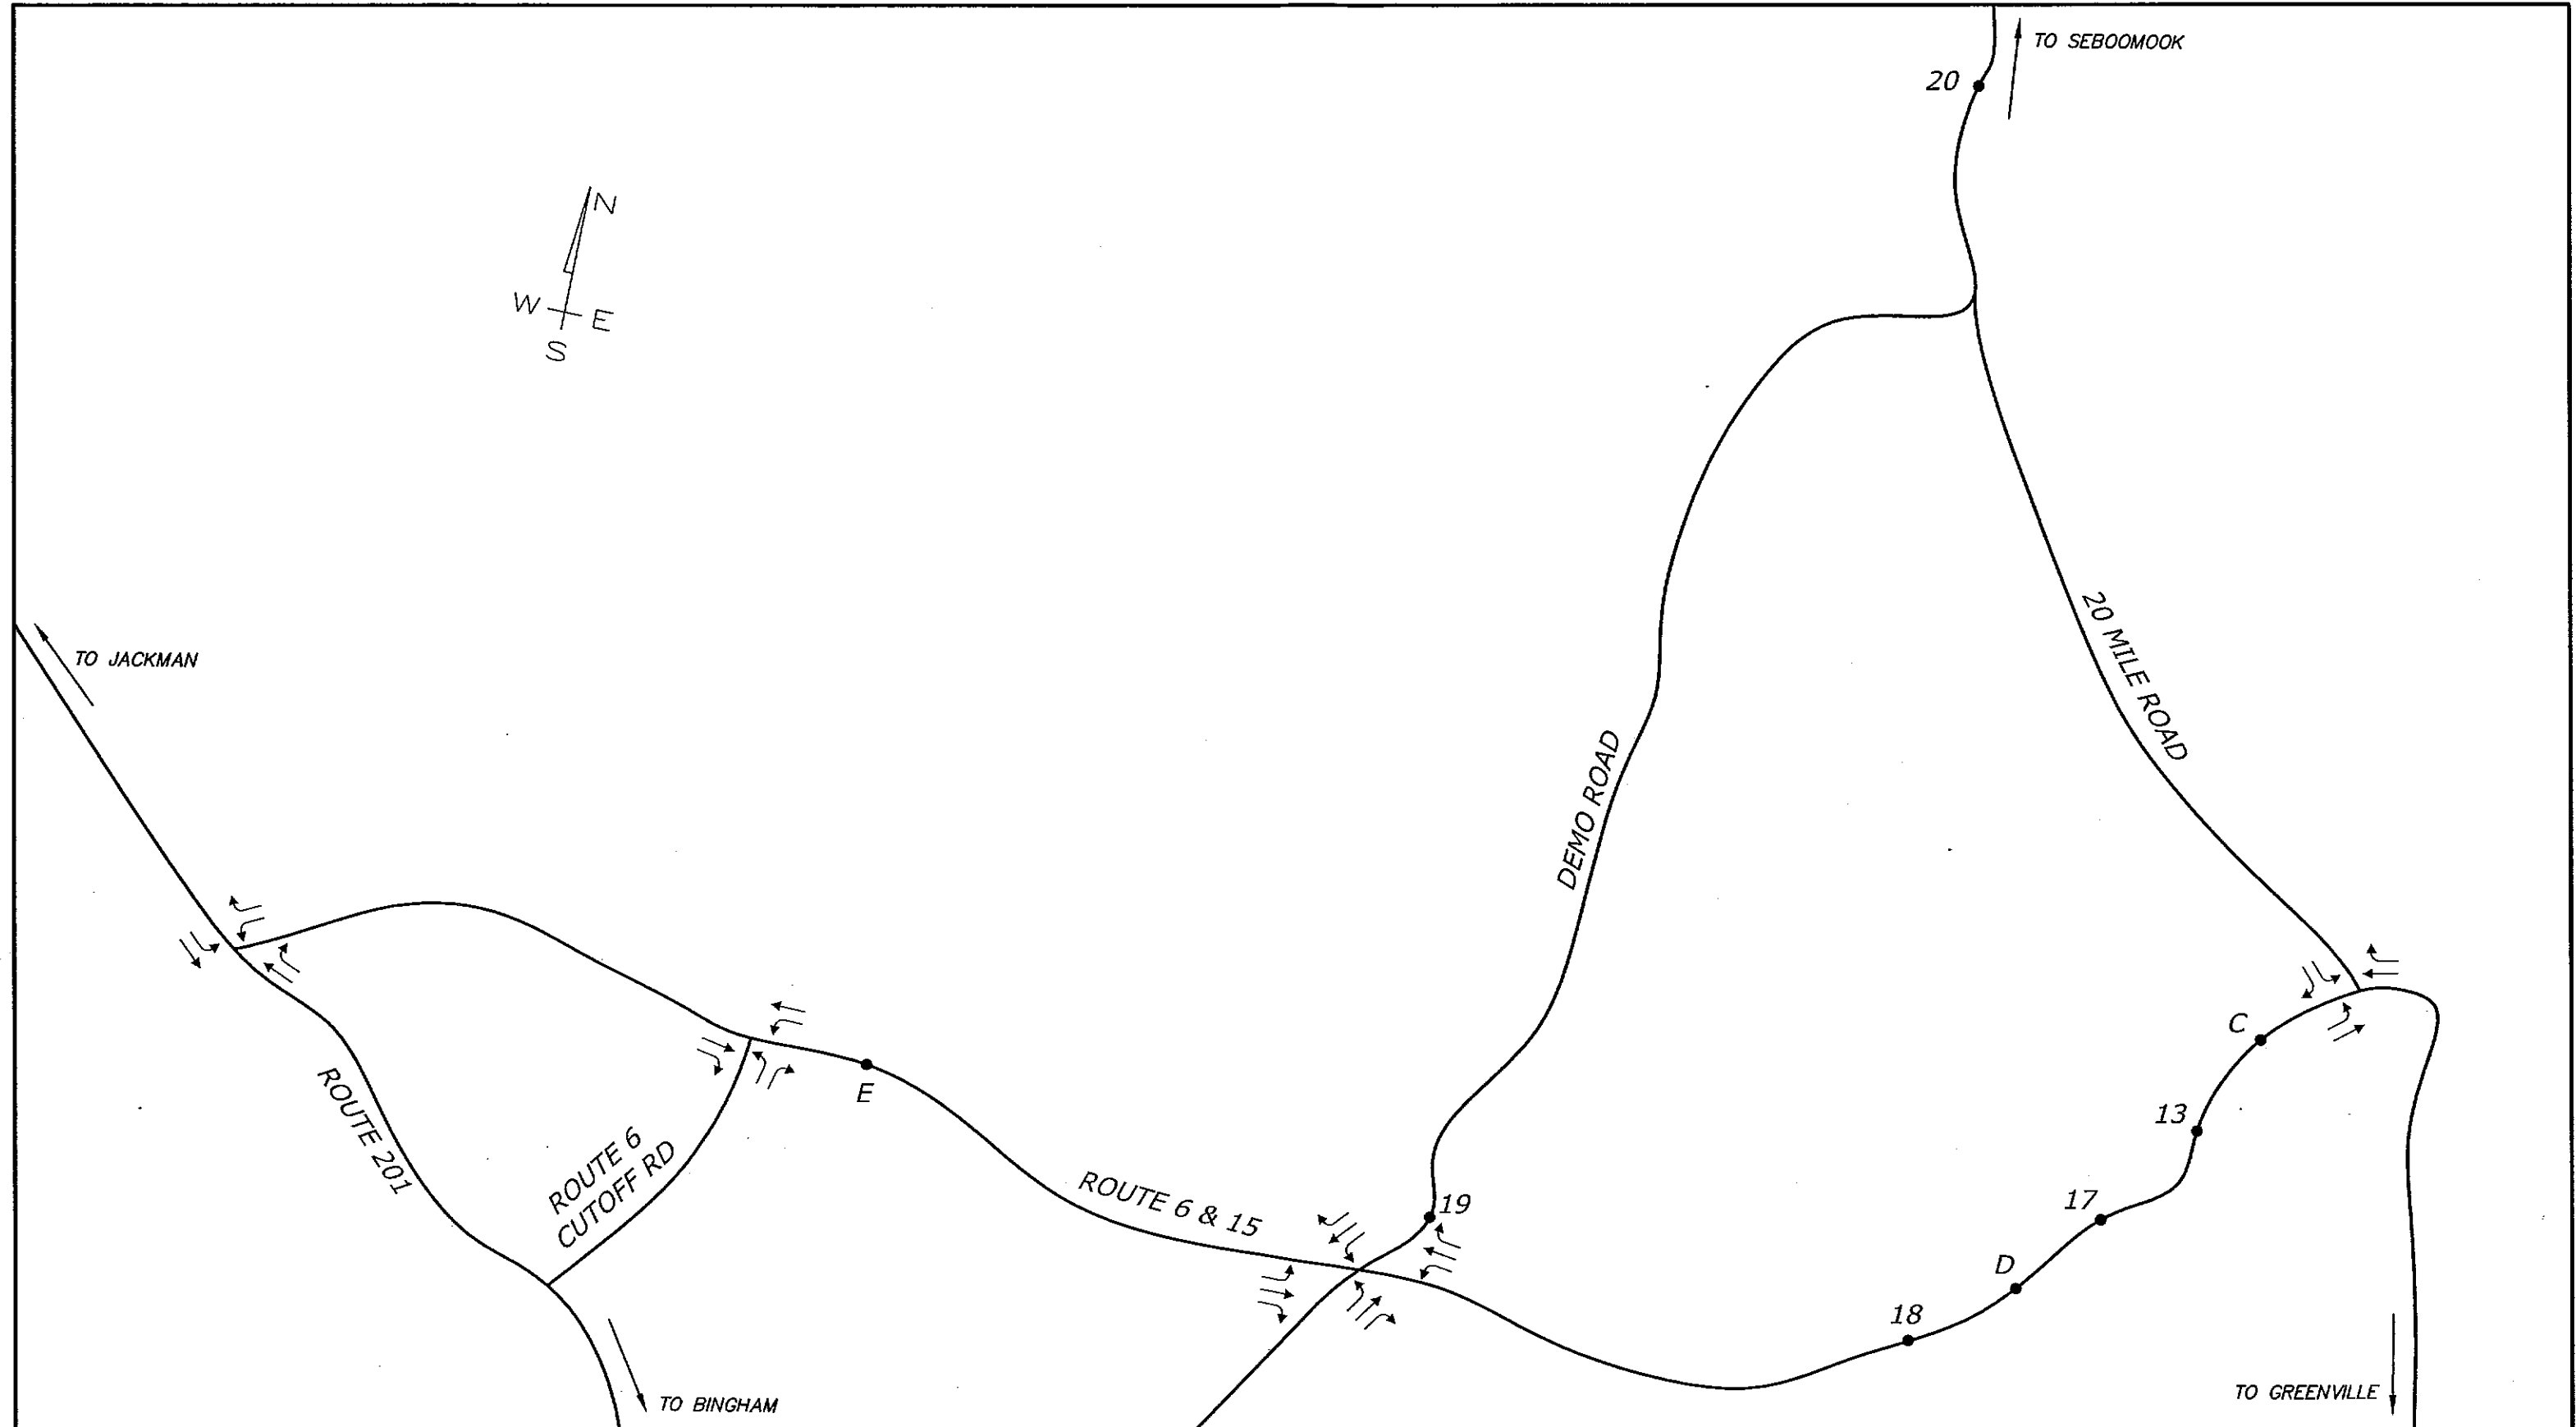 TO SEBOOMOOK
20
N
W
E
S
20 MILE ROAD
TO JACKMAN
DEMO ROAD
C
E
ROUTE 201
13
ROUTE 6
CUTOFF RD
ROUTE 6 & 15
19
17
D
18
TO BINGHAM
TO GREENVILLE